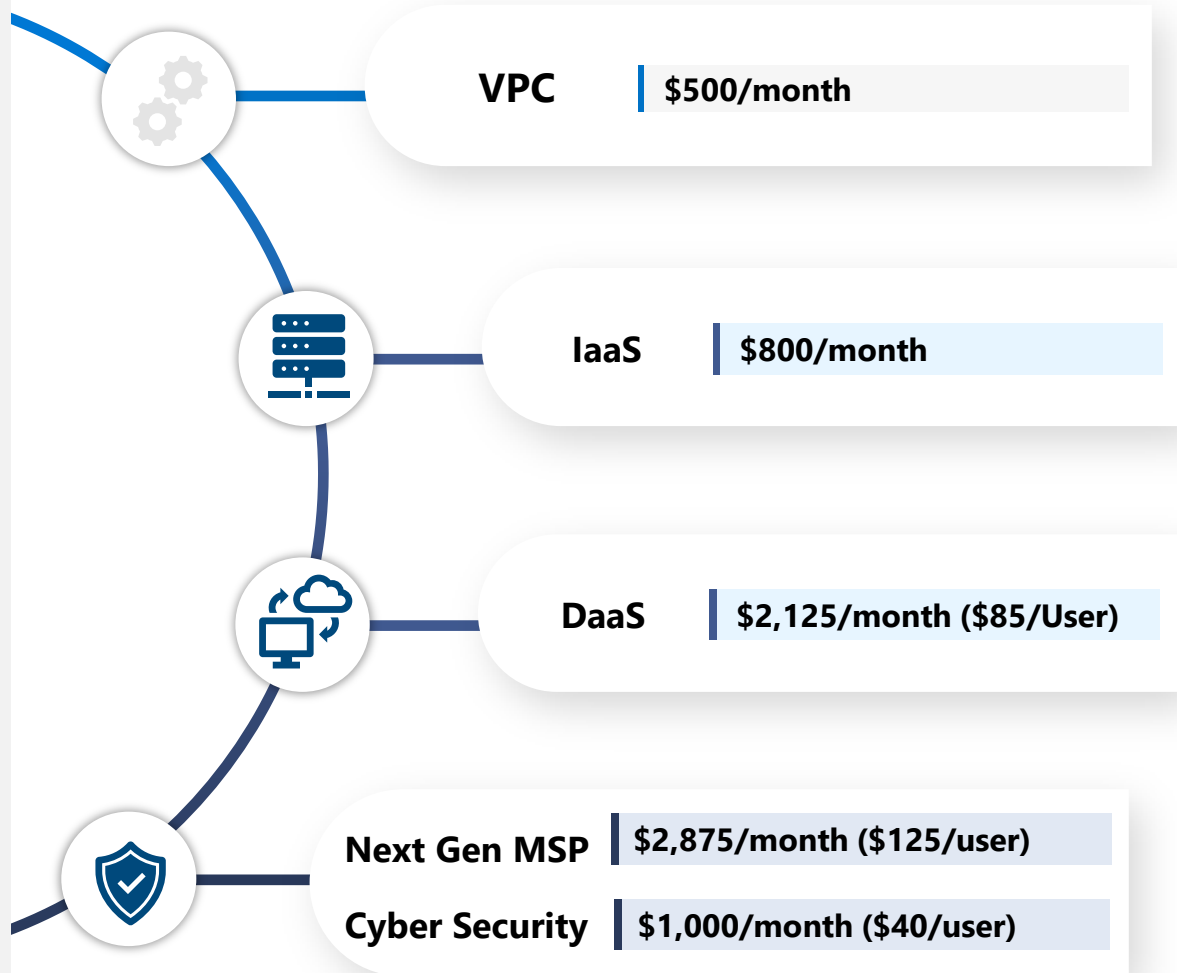 VPC $500/month
IaaS $800/month
DaaS $2,125/month ($85/User)
Next Gen MSP $2,875/month ($125/user)
Cyber Security $1,000/month ($40/user)